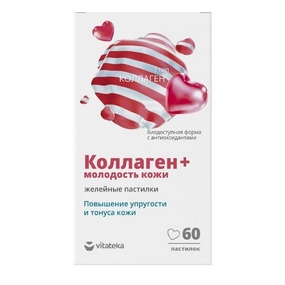 КОЛЛАГЕН
биодоступная форма
с антиоксидантами
Коллаген+
молодость кожи
желейные пастилки
Повышение упругости
и тонуса кожи
vitateka
60
пастилок